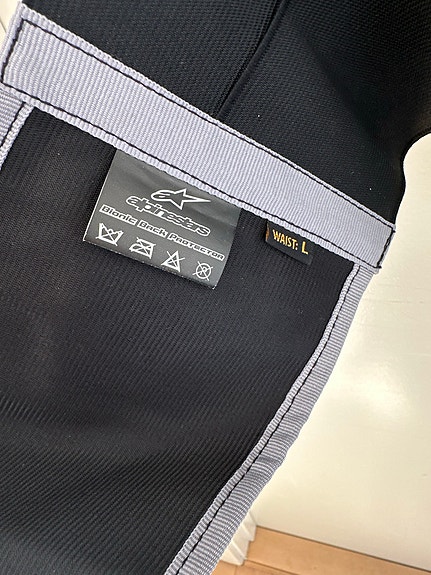 alpinestars
Bionic Back Protector
WAIST: L